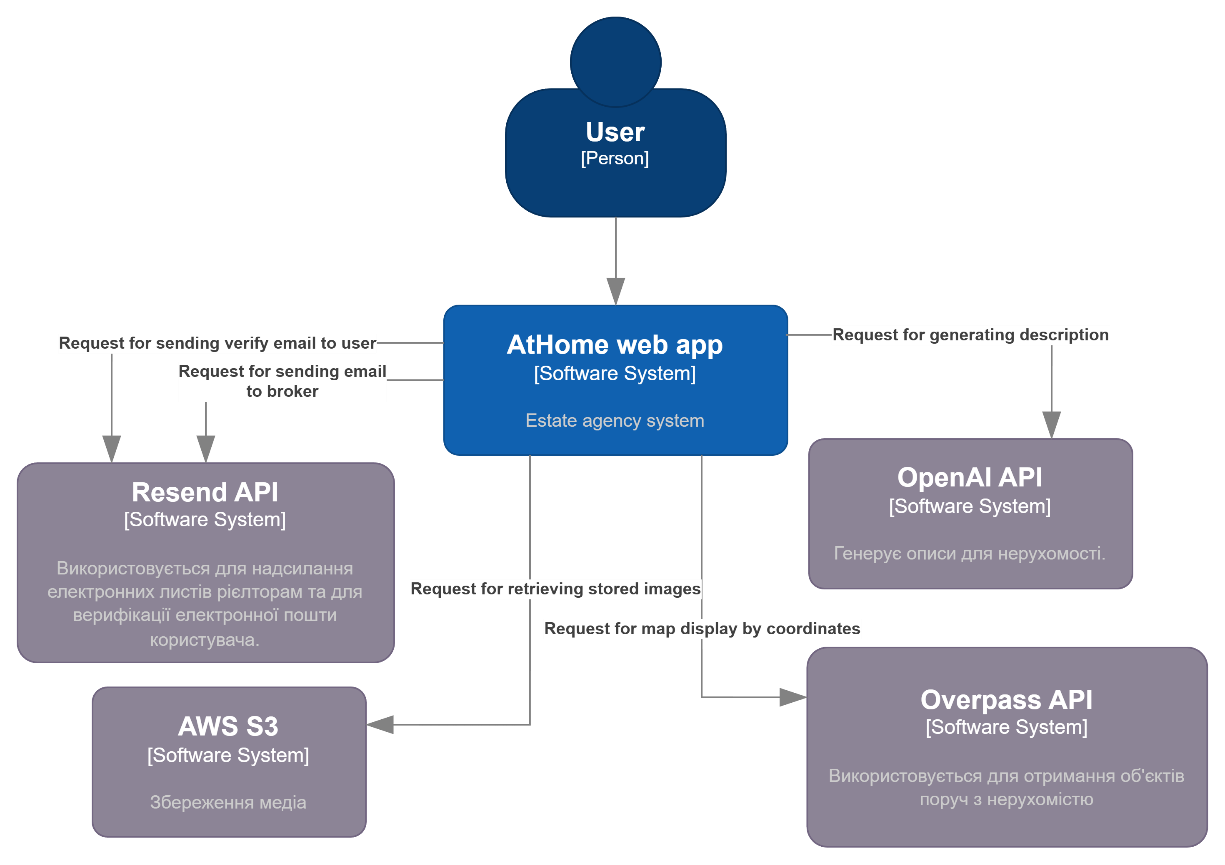 User
[Person]
AtHome web app
[Software System]
Estate agency system
Request for sending verify email to user
Request for sending email
to broker
Request for generating description
Resend API
[Software System]
Використовується для надсилання
електронних листів рієлторам та для
верифікації електронної пошти
користувача.
OpenAI API
[Software System]
Генерує описи для нерухомості.
Request for retrieving stored images
Request for map display by coordinates
AWS S3
[Software System]
Збереження медіа
Overpass API
[Software System]
Використовується для отримання об'єктів
поруч з нерухомістю